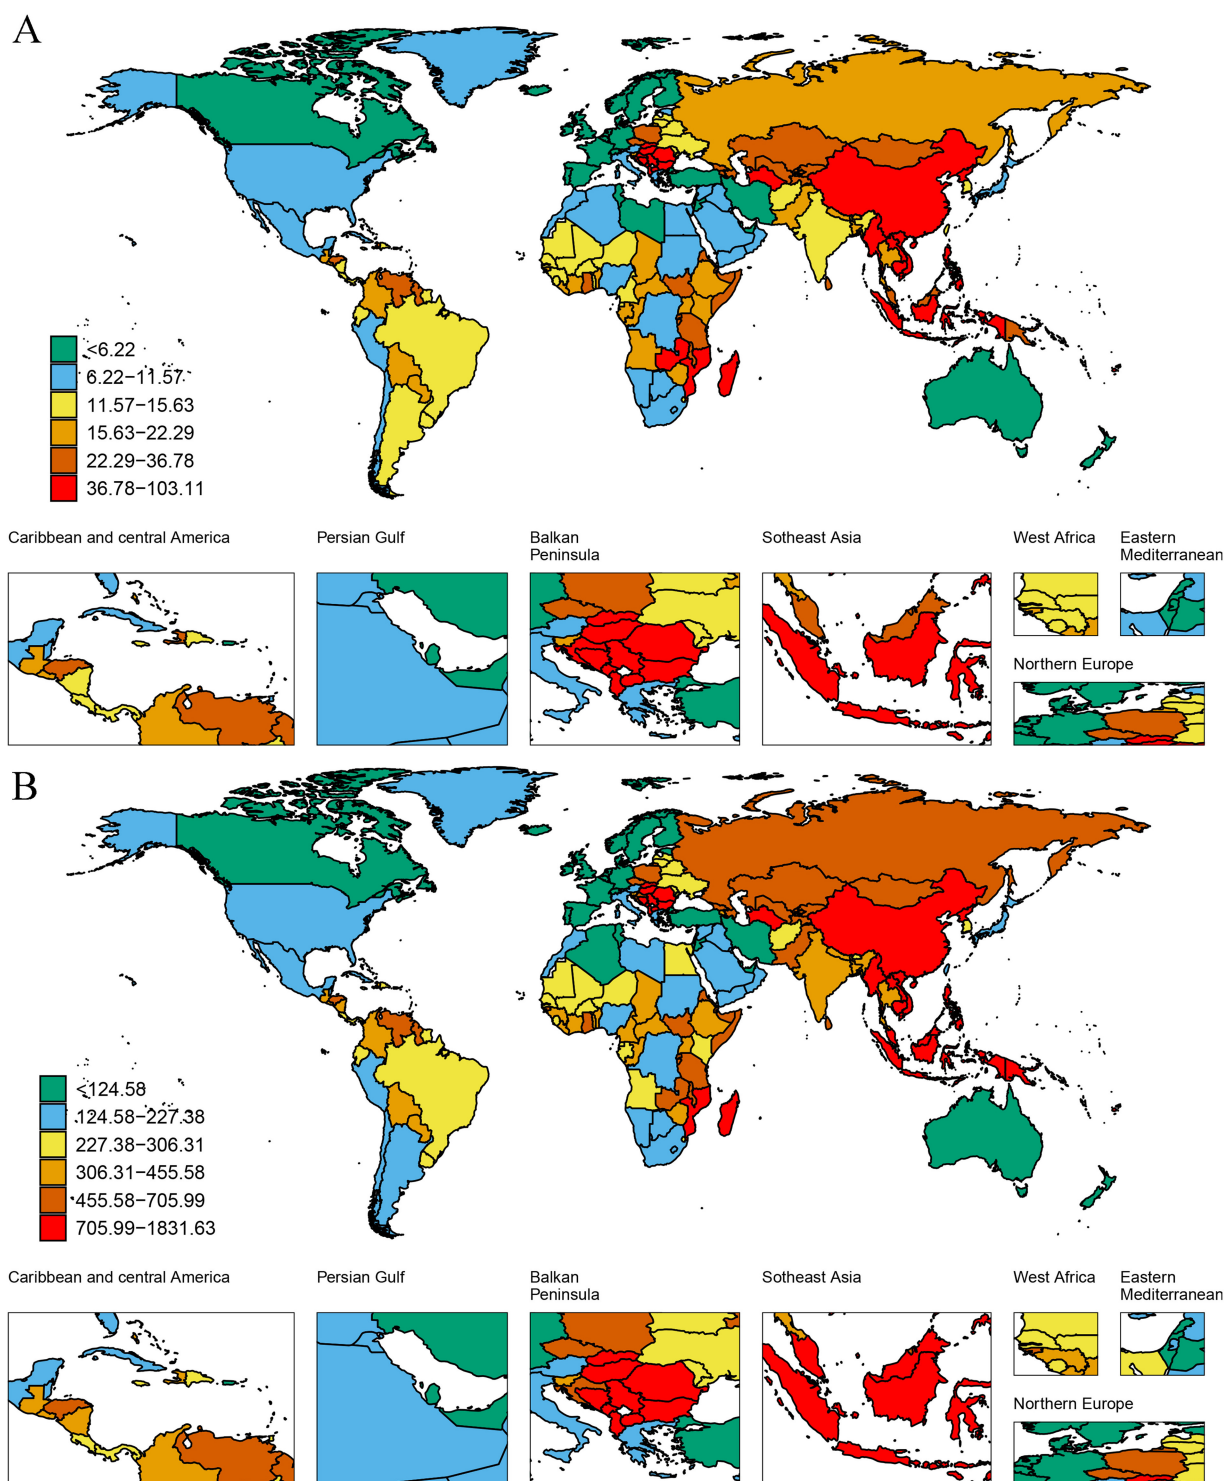 A
<6.22
6.22−11.57
11.57−15.63
15.63−22.29
22.29−36.78
36.78−103.11
Caribbean and central America
Persian Gulf
Balkan
Peninsula
Sotheast Asia
West Africa
Eastern
Mediterranean
Northern Europe
B
<124.58
124.58−227.38
227.38−306.31
306.31−455.58
455.58−705.99
705.99−1831.63
Caribbean and central America
Persian Gulf
Balkan
Peninsula
Sotheast Asia
West Africa
Eastern
Mediterranean
Northern Europe